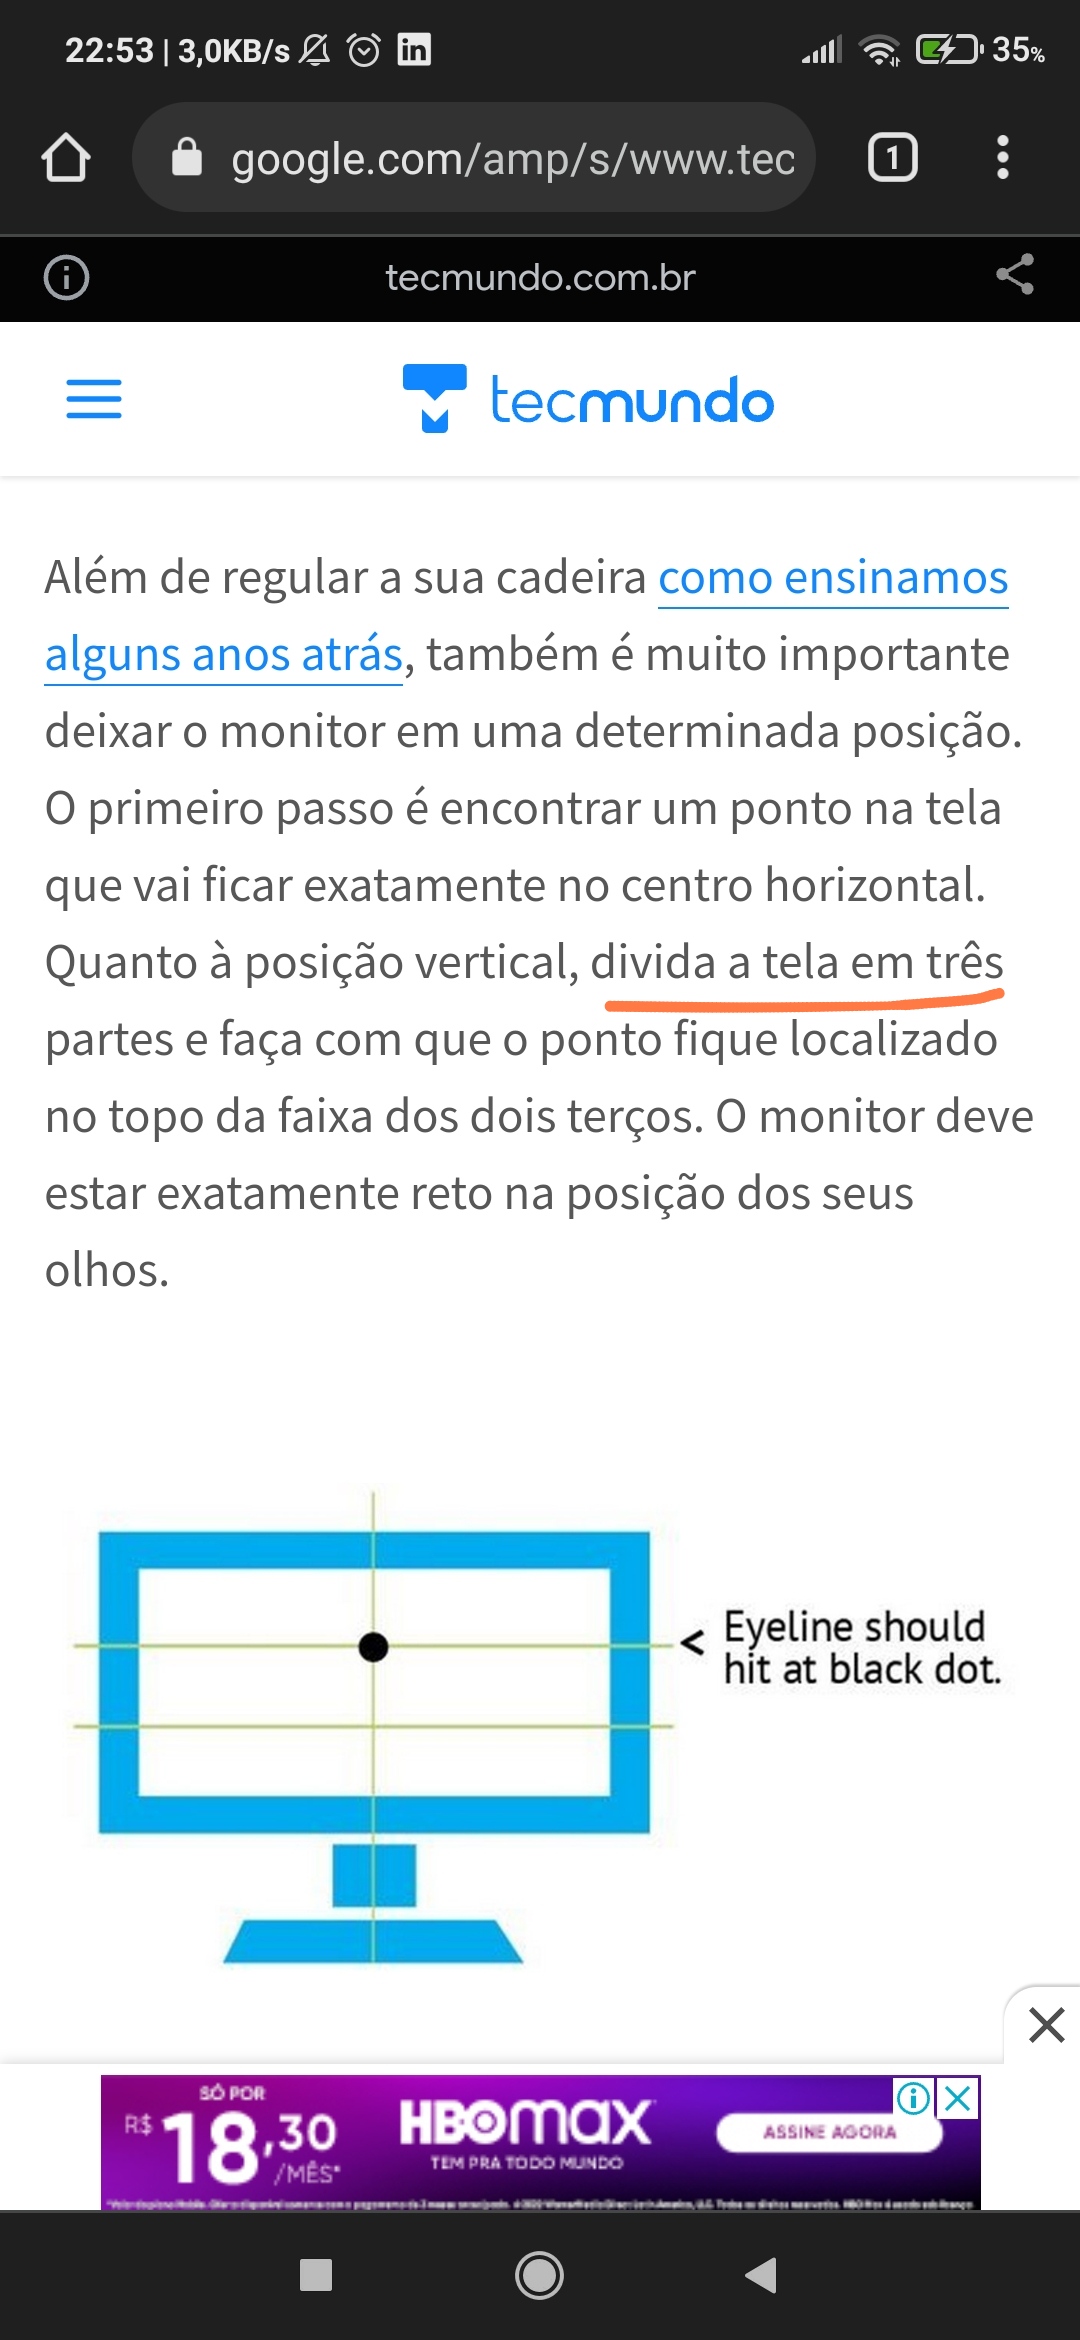 22:53 | 3,0KB/s in 35%
google.com/amp/s/www.tec 1
tecmundo.com.br
tecmundo
Além de regular a sua cadeira como ensinamos
alguns anos atrás, também é muito importante
deixar o monitor em uma determinada posição.
O primeiro passo é encontrar um ponto na tela
que vai ficar exatamente no centro horizontal.
Quanto à posição vertical, divida a tela em três
partes e faça com que o ponto fique localizado
no topo da faixa dos dois terços. O monitor deve
estar exatamente reto na posição dos seus
olhos.
< Eyeline should
hit at black dot.
SÓ POR
R$ 18,30
/MÊS*
HBOmax
TEM PRA TODO MUNDO
ASSINE AGORA